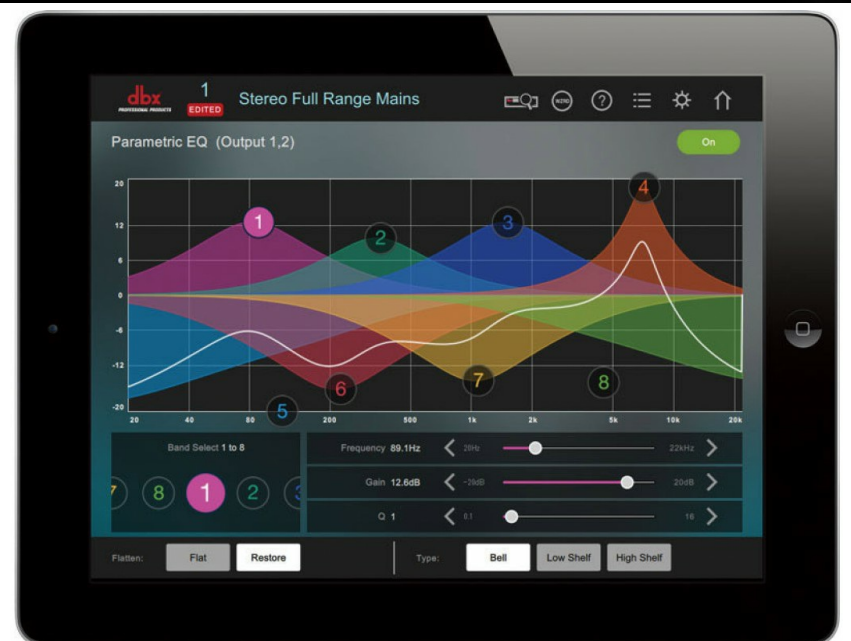 dbx
PROFESSIONAL PRODUCTS
1
EDITED
Stereo Full Range Mains
WIZRD
?
Parametric EQ (Output 1,2)
On
20
12
6
0
-6
-12
-20
1
2
3
4
5
6
7
8
20 40 80 200 500 1k 2k 5k 10k 20k
Band Select 1 to 8
7 8 1 2 3
Frequency 89.1Hz 20Hz 22kHz
Gain 12.6dB -20dB 20dB
Q 1 0.1 16
Flatten: Flat Restore Type: Bell Low Shelf High Shelf